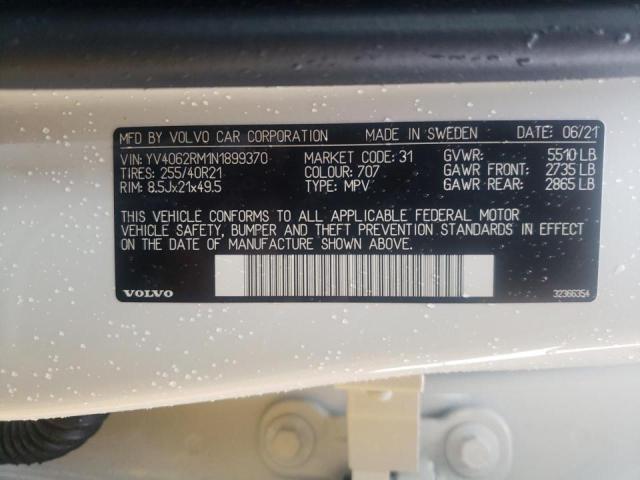 MFD BY VOLVO CAR CORPORATION MADE IN SWEDEN DATE: 06/21
VIN: YV4062RM1N1899370 MARKET CODE: 31 GVWR: 5510 LB
TIRES: 255/40R21 COLOUR: 707 GAWR FRONT: 2735 LB
RIM: 8.5Jx21x49.5 TYPE: MPV GAWR REAR: 2865 LB
THIS VEHICLE CONFORMS TO ALL APPLICABLE FEDERAL MOTOR
VEHICLE SAFETY, BUMPER AND THEFT PREVENTION STANDARDS IN EFFECT
ON THE DATE OF MANUFACTURE SHOWN ABOVE.
VOLVO 32366354